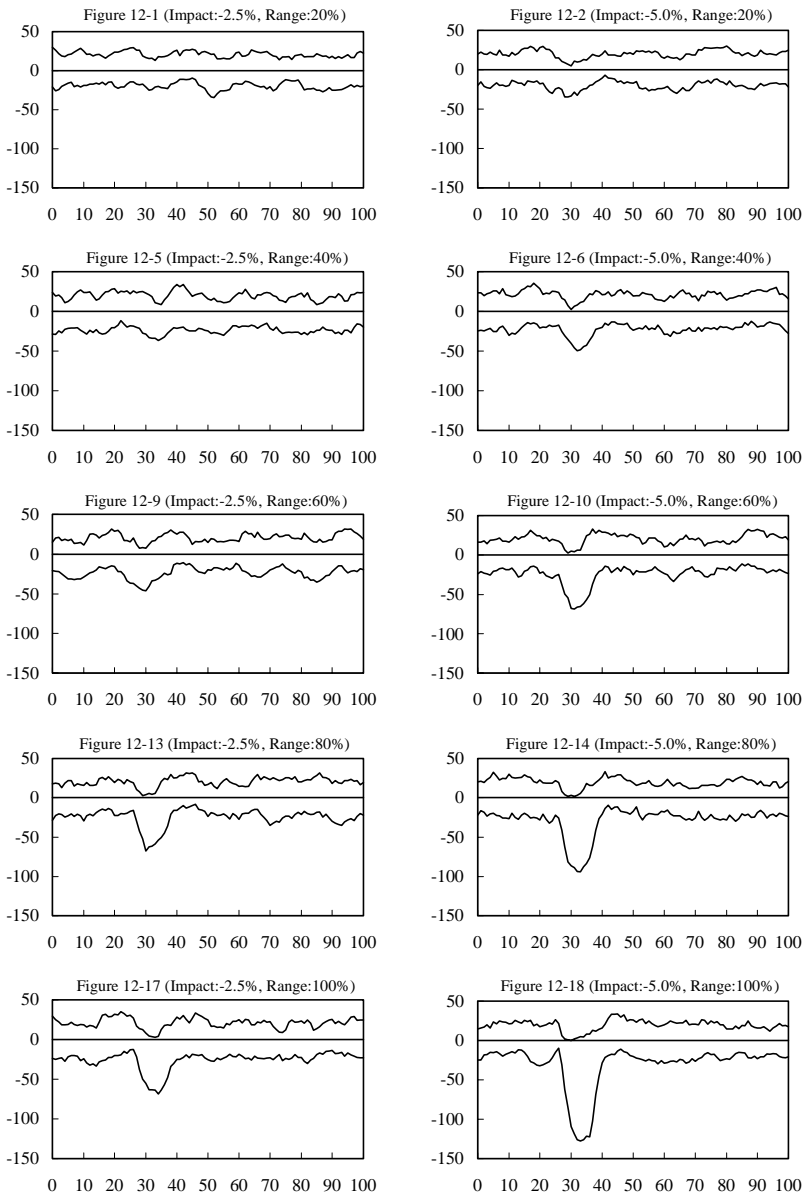 Figure 12-1 (Impact:-2.5%, Range:20%)
50
0
-50
-100
-150
0 10 20 30 40 50 60 70 80 90 100
Figure 12-2 (Impact:-5.0%, Range:20%)
50
0
-50
-100
-150
0 10 20 30 40 50 60 70 80 90 100
Figure 12-5 (Impact:-2.5%, Range:40%)
50
0
-50
-100
-150
0 10 20 30 40 50 60 70 80 90 100
Figure 12-6 (Impact:-5.0%, Range:40%)
50
0
-50
-100
-150
0 10 20 30 40 50 60 70 80 90 100
Figure 12-9 (Impact:-2.5%, Range:60%)
50
0
-50
-100
-150
0 10 20 30 40 50 60 70 80 90 100
Figure 12-10 (Impact:-5.0%, Range:60%)
50
0
-50
-100
-150
0 10 20 30 40 50 60 70 80 90 100
Figure 12-13 (Impact:-2.5%, Range:80%)
50
0
-50
-100
-150
0 10 20 30 40 50 60 70 80 90 100
Figure 12-14 (Impact:-5.0%, Range:80%)
50
0
-50
-100
-150
0 10 20 30 40 50 60 70 80 90 100
Figure 12-17 (Impact:-2.5%, Range:100%)
50
0
-50
-100
-150
0 10 20 30 40 50 60 70 80 90 100
Figure 12-18 (Impact:-5.0%, Range:100%)
50
0
-50
-100
-150
0 10 20 30 40 50 60 70 80 90 100